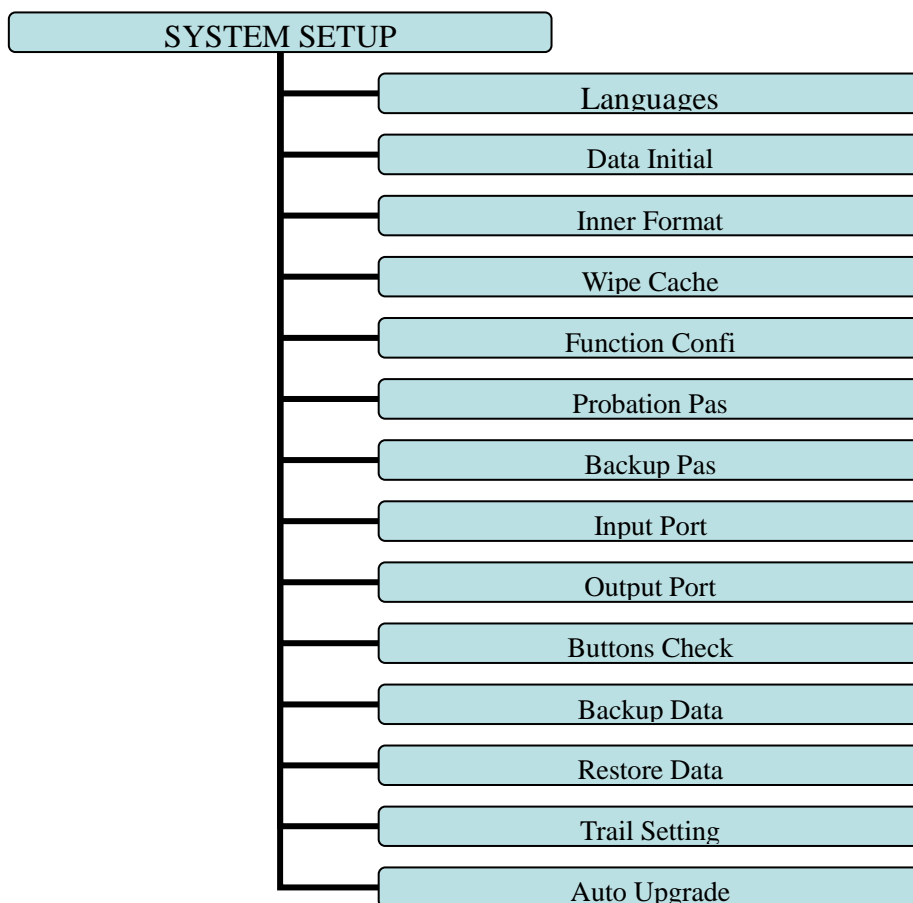 SYSTEM SETUP
Languages
Data Initial
Inner Format
Wipe Cache
Function Confi
Probation Pas
Backup Pas
Input Port
Output Port
Buttons Check
Backup Data
Restore Data
Trail Setting
Auto Upgrade